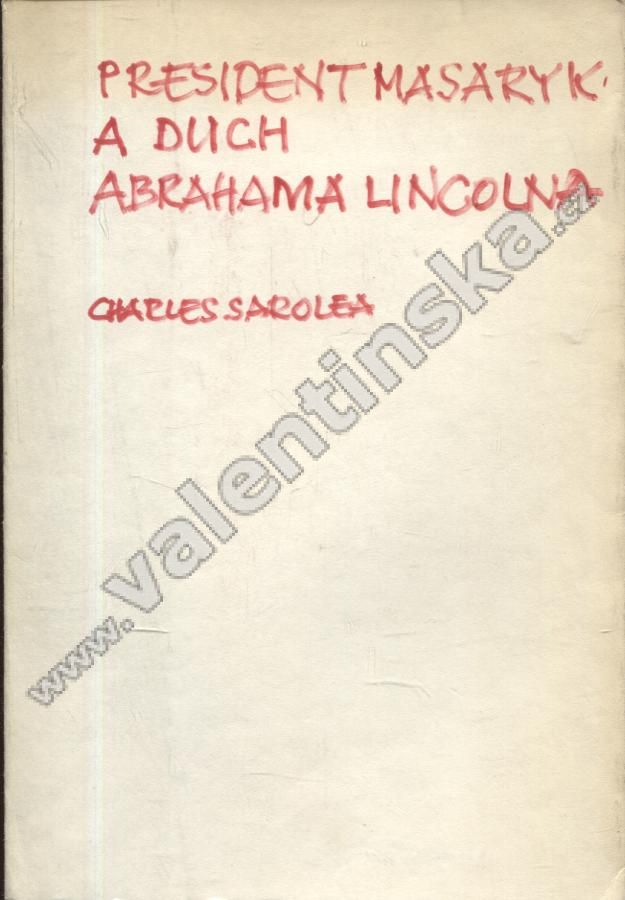 PRESIDENT MASARYK
A DUCH
ABRAHAMA LINCOLNA
CHARLES SAROLEA
www.valentinska.cz